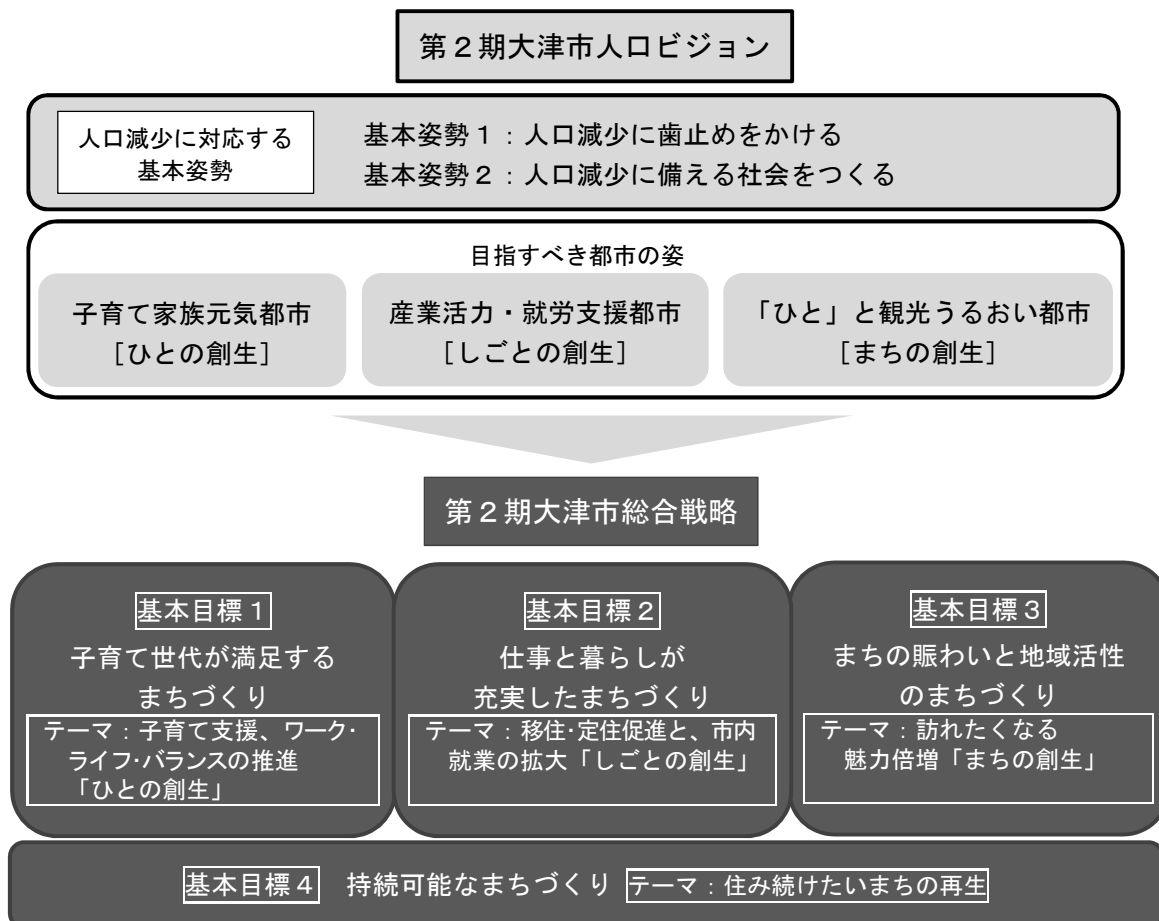 第２期大津市人口ビジョン
人口減少に対応する
基本姿勢
基本姿勢１：人口減少に歯止めをかける
基本姿勢２：人口減少に備える社会をつくる
目指すべき都市の姿
子育て家族元気都市
［ひとの創生］
産業活力・就労支援都市
［しごとの創生］
「ひと」と観光うるおい都市
［まちの創生］
第２期大津市総合戦略
基本目標１
子育て世代が満足する
まちづくり
テーマ：子育て支援、ワーク･
ライフ･バランスの推進
「ひとの創生」
基本目標２
仕事と暮らしが
充実したまちづくり
テーマ：移住･定住促進と、市内
就業の拡大「しごとの創生」
基本目標３
まちの賑わいと地域活性
のまちづくり
テーマ：訪れたくなる
魅力倍増「まちの創生」
基本目標４　持続可能なまちづくり テーマ：住み続けたいまちの再生